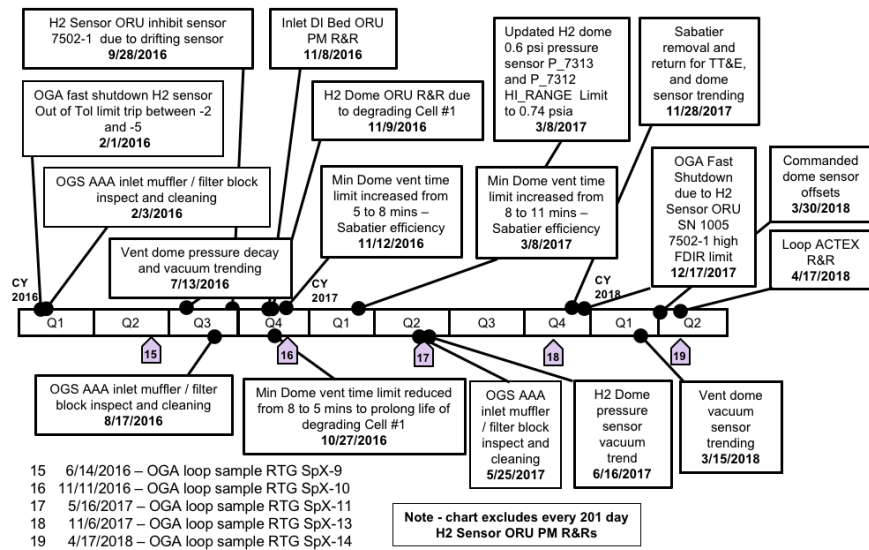 H2 Sensor ORU inhibit sensor
7502-1  due to drifting sensor
9/28/2016
Inlet DI Bed ORU
PM R&R
11/8/2016
Updated H2 dome
0.6 psi pressure
sensor P_7313
and P_7312
HI_RANGE  Limit
to 0.74 psia
3/8/2017
Sabatier
removal and
return for TT&E,
and dome
sensor trending
11/28/2017
OGA fast shutdown H2 sensor
Out of Tol limit trip between -2
and -5
2/1/2016
H2 Dome ORU R&R due
to degrading Cell #1
11/9/2016
OGS AAA inlet muffler / filter block
inspect and cleaning
2/3/2016
Min Dome vent time
limit increased from
5 to 8 mins –
Sabatier efficiency
11/12/2016
Min Dome vent time
limit increased from
8 to 11 mins –
Sabatier efficiency
3/8/2017
OGA Fast
Shutdown
due to H2
Sensor ORU
SN 1005
7502-1 high
FDIR limit
12/17/2017
Commanded
dome sensor
offsets
3/30/2018
Vent dome pressure decay
and vacuum trending
7/13/2016
Loop ACTEX
R&R
4/17/2018
CY
2016
CY
2017
CY
2018
Q1 Q2 Q3 Q4 Q1 Q2 Q3 Q4 Q1 Q2
15 16 17 18 19
OGS AAA inlet muffler / filter
block inspect and cleaning
8/17/2016
Min Dome vent time limit reduced
from 8 to 5 mins to prolong life of
degrading Cell #1
10/27/2016
OGS AAA
inlet muffler
/ filter block
inspect and
cleaning
5/25/2017
H2 Dome
pressure
sensor
vacuum
trend
6/16/2017
Vent dome
vacuum
sensor
trending
3/15/2018
15 6/14/2016 – OGA loop sample RTG SpX-9
16 11/11/2016 – OGA loop sample RTG SpX-10
17 5/16/2017 – OGA loop sample RTG SpX-11
18 11/6/2017 – OGA loop sample RTG SpX-13
19 4/17/2018 – OGA loop sample RTG SpX-14
Note - chart excludes every 201 day
H2 Sensor ORU PM R&Rs